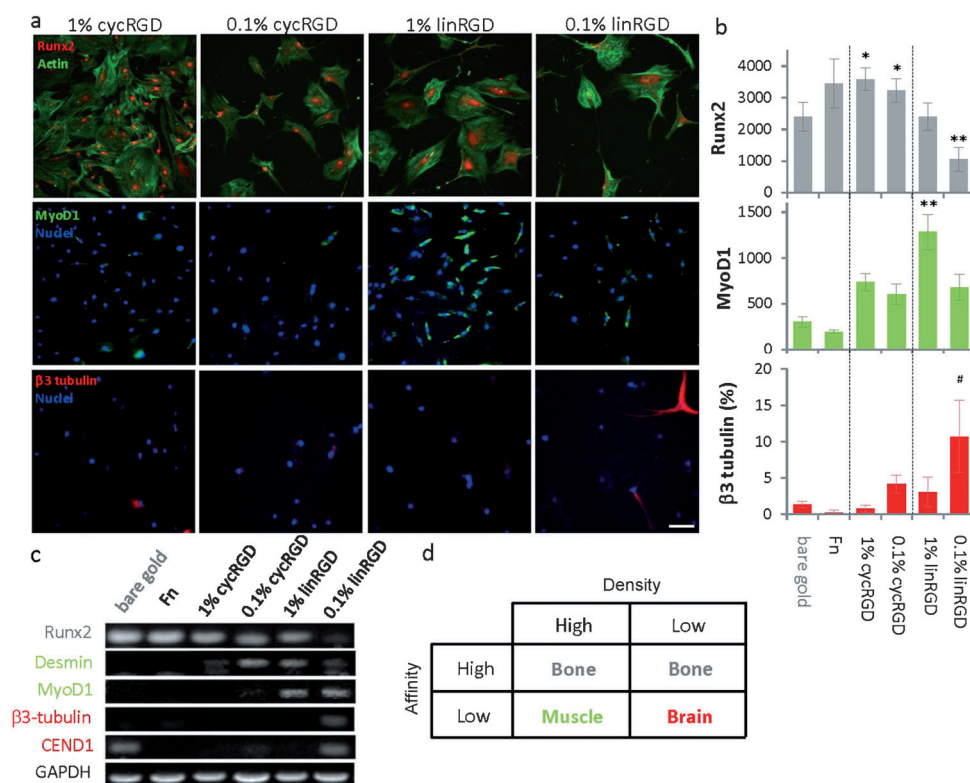 a
1% cycRGD 0.1% cycRGD 1% linRGD 0.1% linRGD
Runx2
Actin
MyoD1
Nuclei
β3 tubulin
Nuclei
b
Runx2
4000
3000
2000
1000
0
* * **
MyoD1
1500
1000
500
0
**
β3 tubulin (%)
20
15
10
5
0
#
bare gold
Fn
1% cycRGD
0.1% cycRGD
1% linRGD
0.1% linRGD
c
bare gold
Fn
1% cycRGD
0.1% cycRGD
1% linRGD
0.1% linRGD
Runx2
Desmin
MyoD1
β3-tubulin
CEND1
GAPDH
d
Density
High Low
Affinity
High Bone Bone
Low Muscle Brain